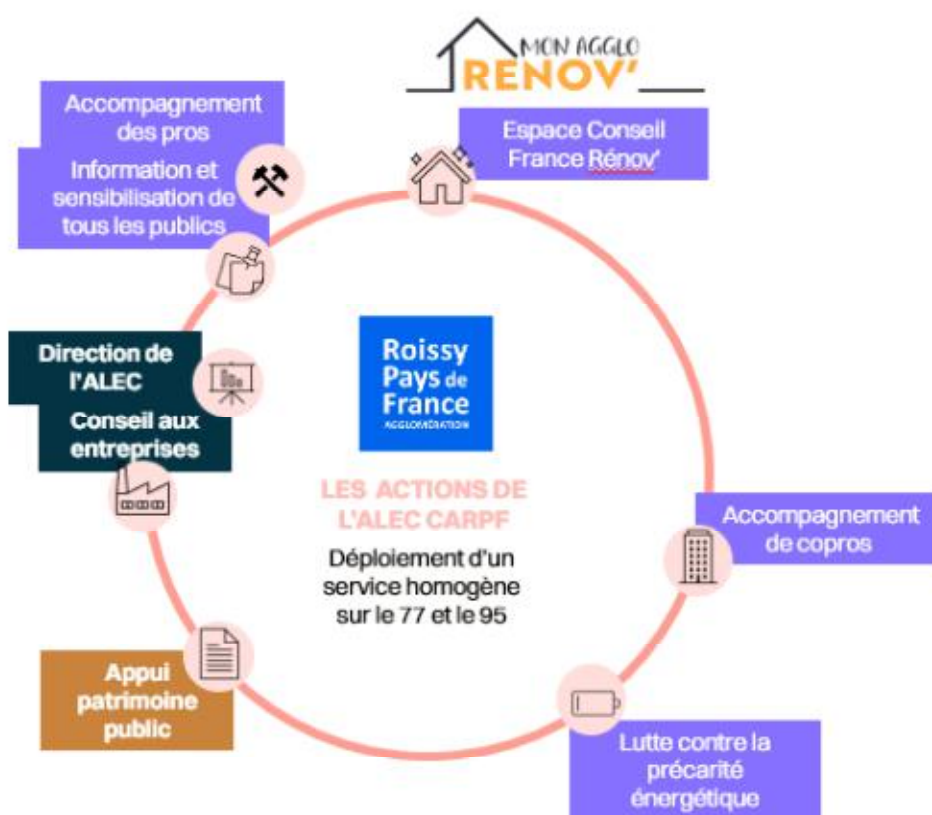 MON AGGLO
RENOV'
Accompagnement
des pros
Espace Conseil
France Rénov'
Information et
sensibilisation de
tous les publics
Direction de
l'ALEC
Conseil aux
entreprises
Roissy
Pays de
France
AGGLOMÉRATION
LES ACTIONS DE
L'ALEC CARPF
Déploiement d'un
service homogène
sur le 77 et le 95
Accompagnement
de copros
Appui
patrimoine
public
Lutte contre la
précarité
énergétique